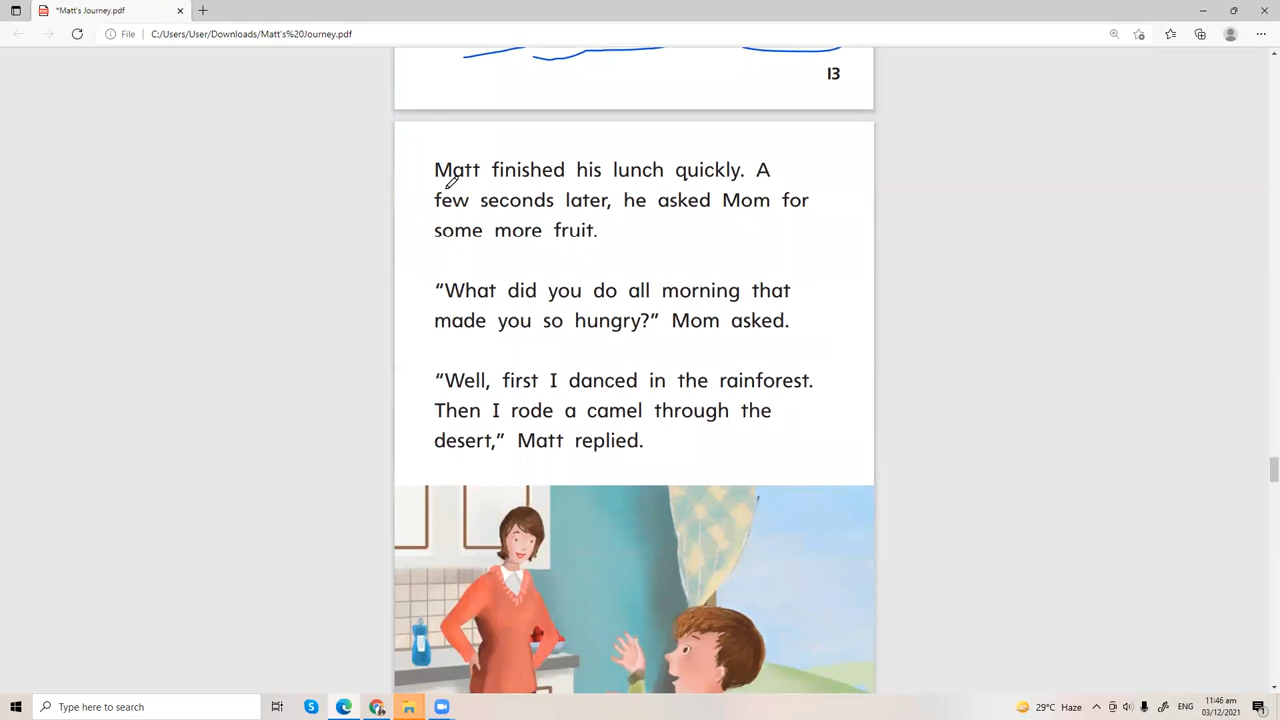 *Matt's Journey.pdf
File
C:/Users/User/Downloads/Matt's%20Journey.pdf
13
Matt finished his lunch quickly. A
few seconds later, he asked Mom for
some more fruit.
“What did you do all morning that
made you so hungry?” Mom asked.
“Well, first I danced in the rainforest.
Then I rode a camel through the
desert,” Matt replied.
Type here to search
29°C Haze
ENG
11:46 am
03/12/2021